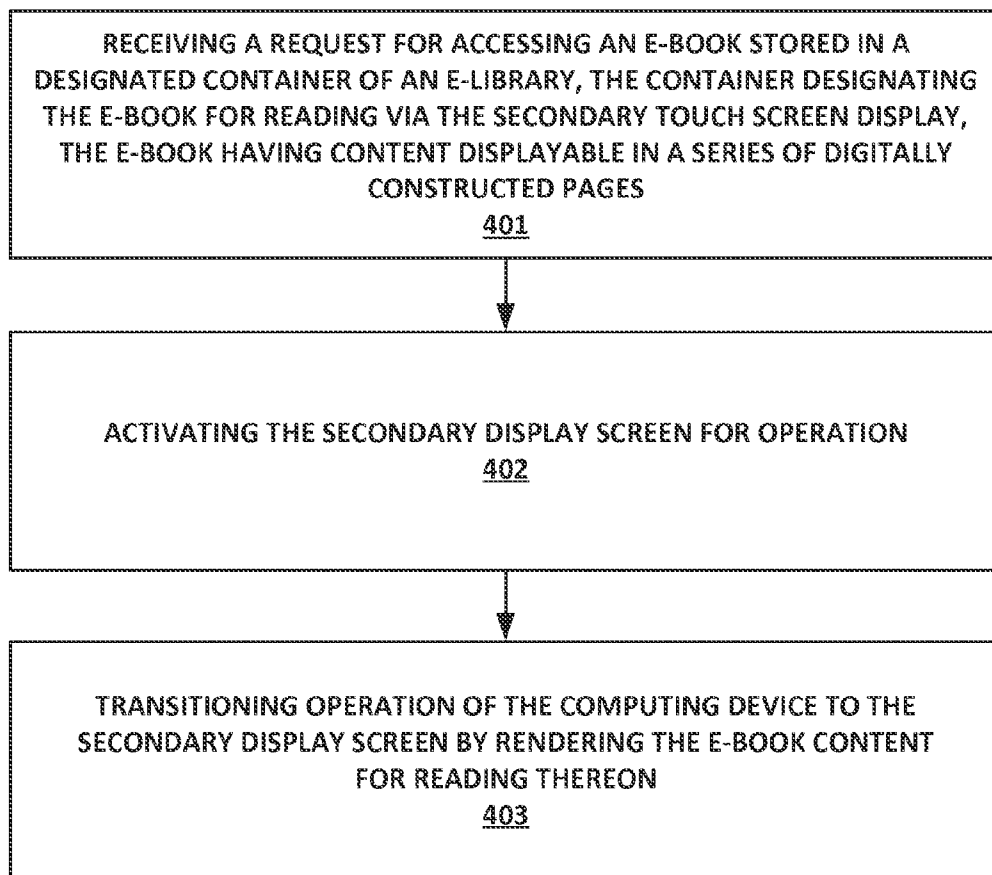 RECEIVING A REQUEST FOR ACCESSING AN E-BOOK STORED IN A
DESIGNATED CONTAINER OF AN E-LIBRARY, THE CONTAINER DESIGNATING
THE E-BOOK FOR READING VIA THE SECONDARY TOUCH SCREEN DISPLAY,
THE E-BOOK HAVING CONTENT DISPLAYABLE IN A SERIES OF DIGITALLY
CONSTRUCTED PAGES
401
ACTIVATING THE SECONDARY DISPLAY SCREEN FOR OPERATION
402
TRANSITIONING OPERATION OF THE COMPUTING DEVICE TO THE
SECONDARY DISPLAY SCREEN BY RENDERING THE E-BOOK CONTENT
FOR READING THEREON
403